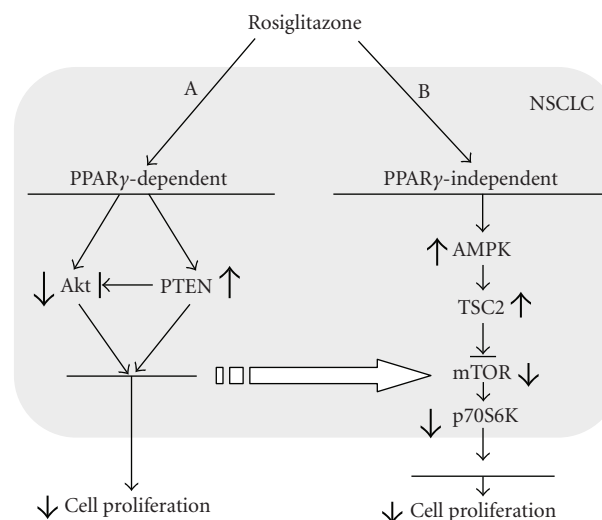 Rosiglitazone
A
B
NSCLC
PPARγ-dependent
PPARγ-independent
AMPK
Akt
PTEN
TSC2
mTOR
p70S6K
Cell proliferation
Cell proliferation